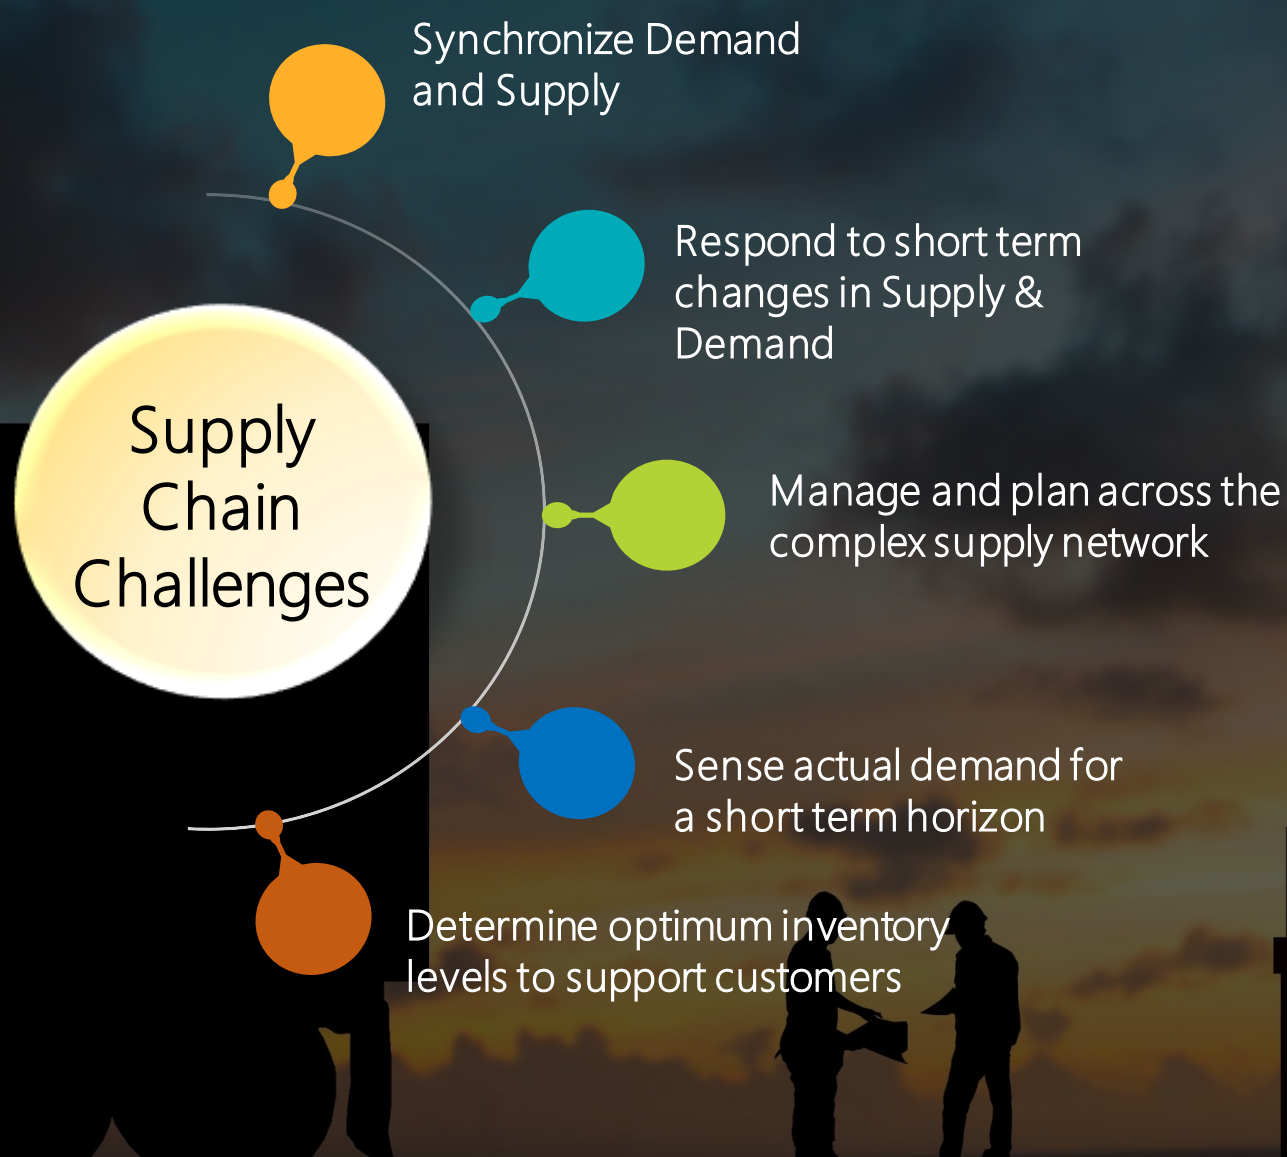 Synchronize Demand
and Supply
Respond to short term
changes in Supply &
Demand
Supply
Chain
Challenges
Manage and plan across the
complex supply network
Sense actual demand for
a short term horizon
Determine optimum inventory
levels to support customers